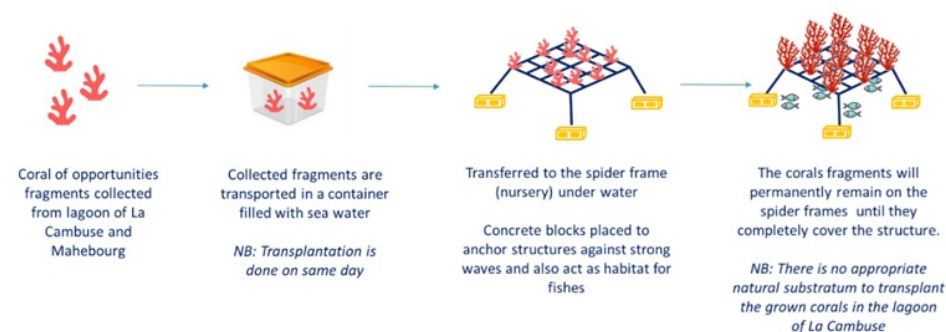 Coral of opportunities
fragments collected
from lagoon of La
Cambuse and
Mahebourg
Collected fragments are
transported in a container
filled with sea water
NB: Transplantation is
done on same day
Transferred to the spider frame
(nursery) under water
Concrete blocks placed to
anchor structures against strong
waves and also act as habitat for
fishes
The corals fragments will
permanently remain on the
spider frames until they
completely cover the structure.
NB: There is no appropriate
natural substratum to transplant
the grown corals in the lagoon
of La Cambuse